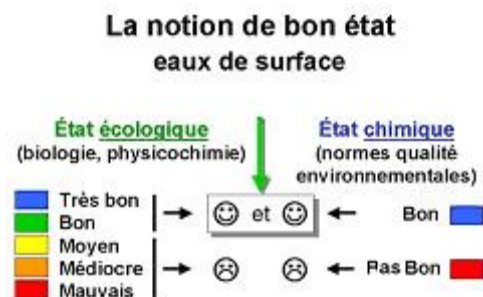 La notion de bon état
eaux de surface
État écologique
(biologie, physicochimie)
État chimique
(normes qualité
environnementales)
Très bon
Bon
Moyen
Médiocre
Mauvais
et
Bon
Pas Bon